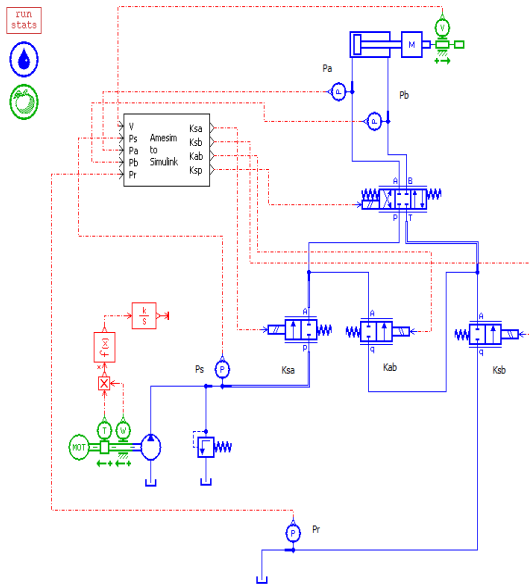 run
stats
V
M
Pa
P
Pb
P
V
Ps
Pa
Pb
Pr
Amesim
to
Simulink
Ksa
Ksb
Kab
Ksp
A B
P T
k
s
f(x)
x
A
P
Ksa
A
q
Kab
A
q
Ksb
Ps
P
MOT
T
W
P
Pr